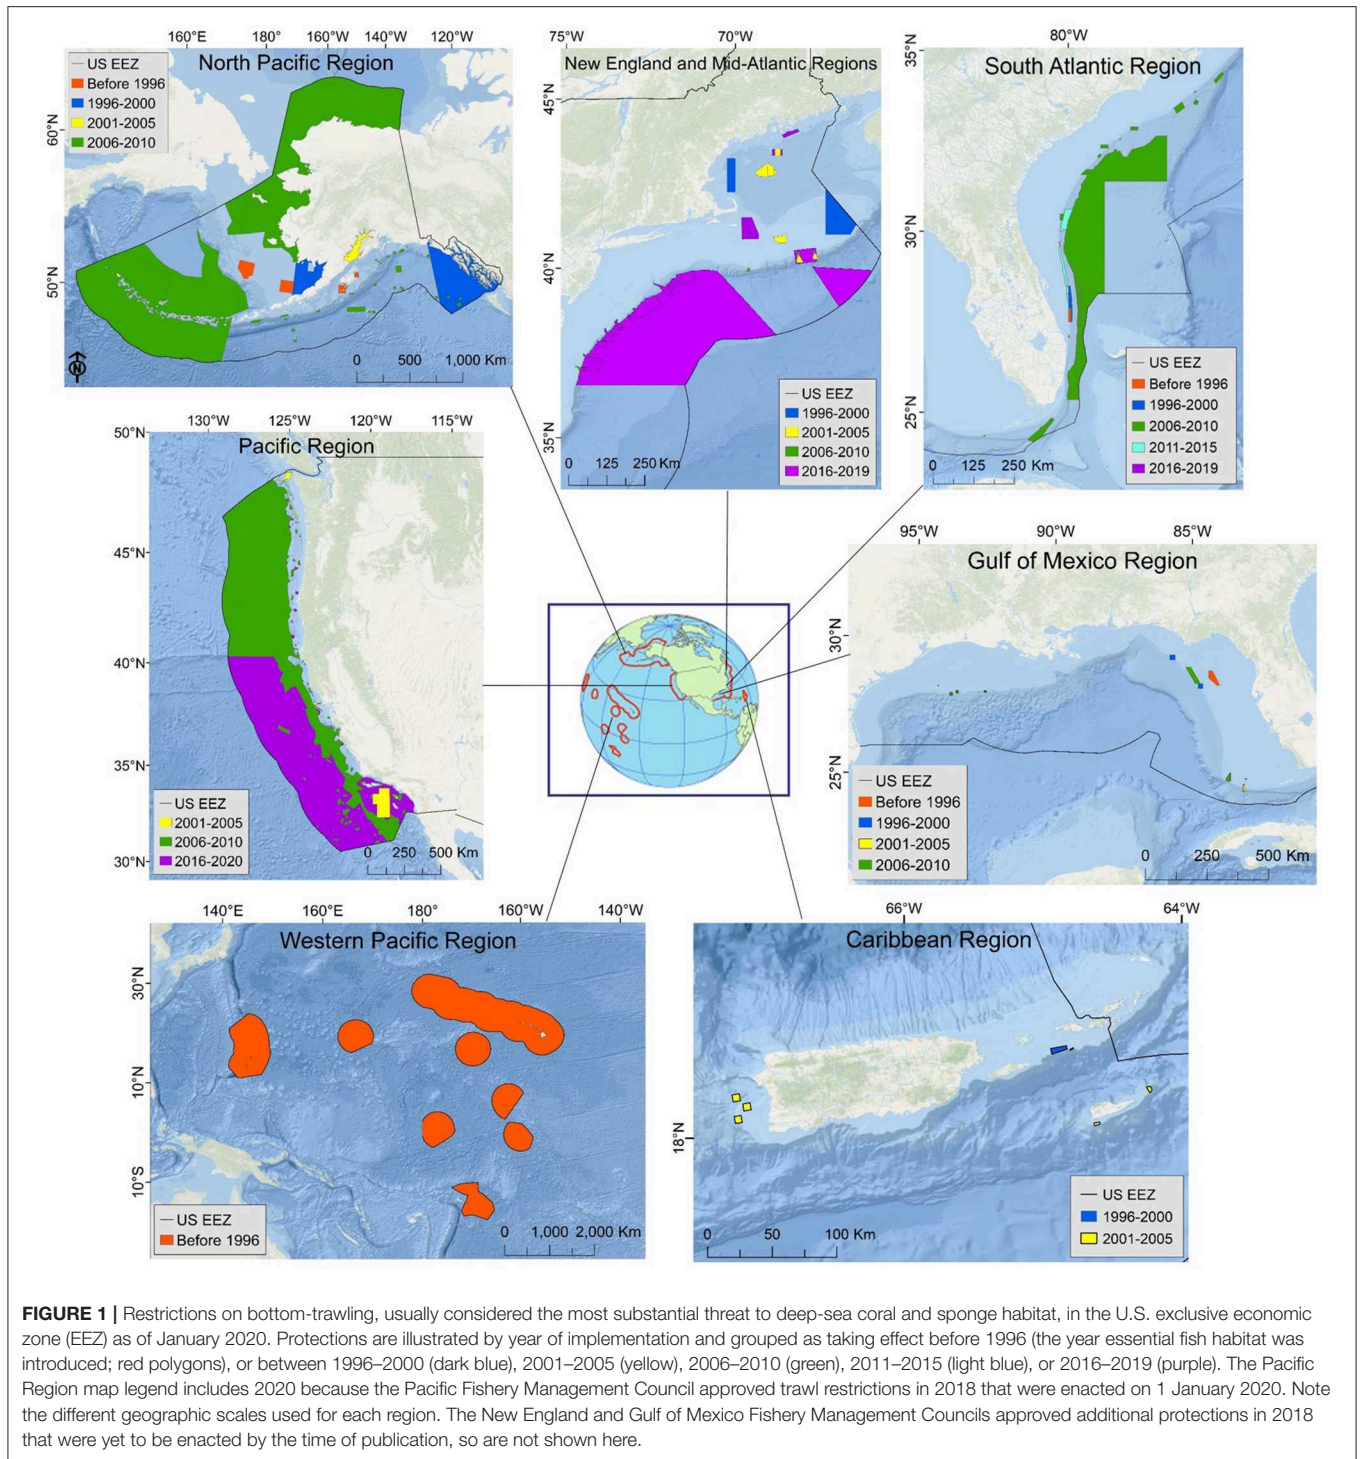 160°E 180° 160°W 140°W 120°W
North Pacific Region
US EEZ
Before 1996
1996-2000
2001-2005
2006-2010
60°N
50°N
N
0 500 1,000 Km
75°W 70°W
New England and Mid-Atlantic Regions
45°N
40°N
35°N
US EEZ
1996-2000
2001-2005
2006-2010
2016-2019
0 125 250 Km
80°W
South Atlantic Region
35°N
30°N
25°N
US EEZ
Before 1996
1996-2000
2006-2010
2011-2015
2016-2019
0 125 250 Km
130°W 125°W 120°W 115°W
Pacific Region
50°N
45°N
40°N
35°N
30°N
US EEZ
2001-2005
2006-2010
2016-2020
0 250 500 Km
95°W 90°W 85°W
Gulf of Mexico Region
30°N
25°N
US EEZ
Before 1996
1996-2000
2001-2005
2006-2010
0 250 500 Km
140°E 160°E 180° 160°W 140°W
Western Pacific Region
30°N
10°N
10°S
US EEZ
Before 1996
0 1,000 2,000 Km
66°W 64°W
Caribbean Region
18°N
US EEZ
1996-2000
2001-2005
0 50 100 Km
FIGURE 1 | Restrictions on bottom-trawling, usually considered the most substantial threat to deep-sea coral and sponge habitat, in the U.S. exclusive economic
zone (EEZ) as of January 2020. Protections are illustrated by year of implementation and grouped as taking effect before 1996 (the year essential fish habitat was
introduced; red polygons), or between 1996–2000 (dark blue), 2001–2005 (yellow), 2006–2010 (green), 2011–2015 (light blue), or 2016–2019 (purple). The Pacific
Region map legend includes 2020 because the Pacific Fishery Management Council approved trawl restrictions in 2018 that were enacted on 1 January 2020. Note
the different geographic scales used for each region. The New England and Gulf of Mexico Fishery Management Councils approved additional protections in 2018
that were yet to be enacted by the time of publication, so are not shown here.